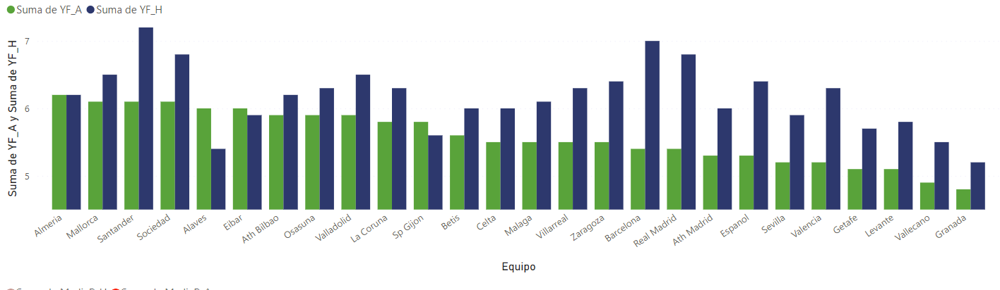 Suma de YF_A Suma de YF_H
Suma de YF_A y Suma de YF_H
7
6
5
Almeria Mallorca Santander Sociedad Alaves Eibar Ath Bilbao Osasuna Valladolid La Coruna Sp Gijon Betis Celta Malaga Villarreal Zaragoza Barcelona Real Madrid Ath Madrid Espanol Sevilla Valencia Getafe Levante Vallecano Granada
Equipo